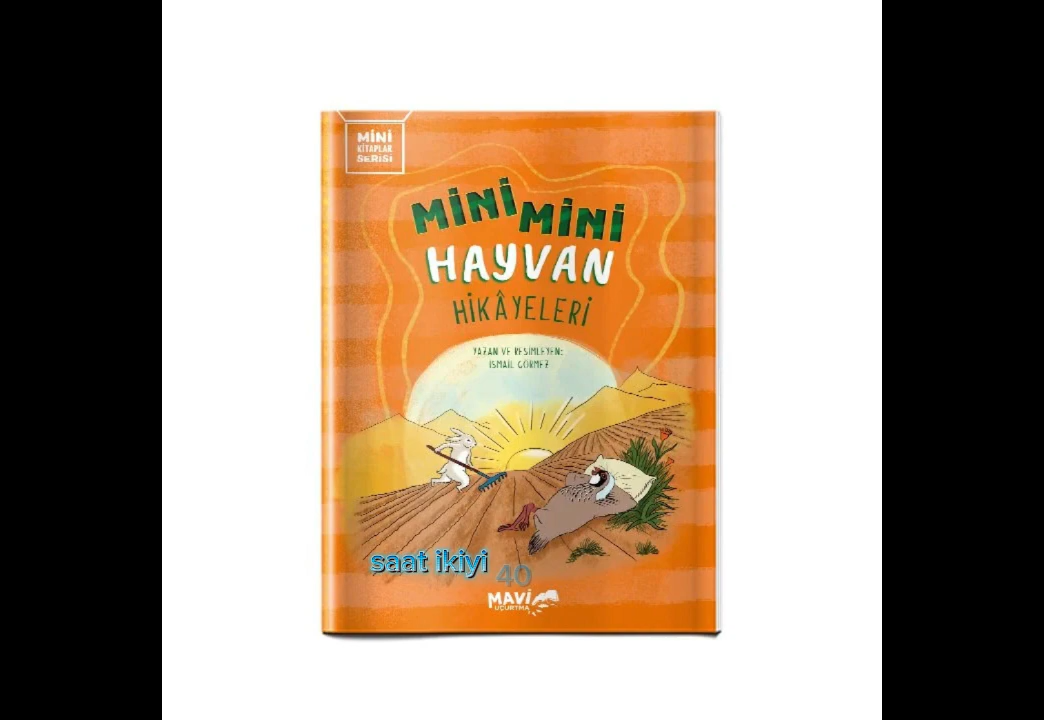 MİNİ
KİTAPLAR
SERİSİ
MİNİ MİNİ
HAYVAN
HİKÂYELERİ
YAZAN VE RESİMLEYEN:
İSMAİL GÖRMEZ
saat ikiyi 40
MAVİ
UÇURTMA